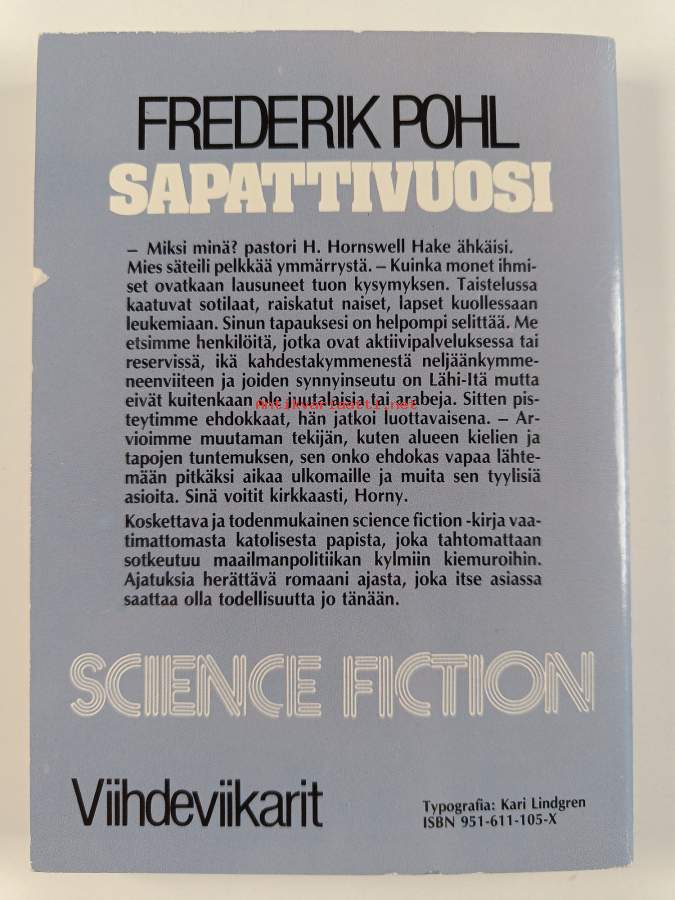 FREDERIK POHL
SAPATTIVUOSI
– Miksi minä? pastori H. Hornswell Hake ähkäisi.
Mies säteili pelkkää ymmärrystä. – Kuinka monet ihmi-
set ovatkaan lausuneet tuon kysymyksen. Taistelussa
kaatuvat sotilaat, raiskatut naiset, lapset kuollessaan
leukemiaan. Sinun tapauksesi on helpompi selittää. Me
etsimme henkilöitä, jotka ovat aktiivipalveluksessa tai
reservissä, ikä kahdestakymmenestä neljäänkymme-
neenviiteen ja joiden synnyinseutu on Lähi-Itä mutta
eivät kuitenkaan ole juutalaisia tai arabeja. Sitten pis-
Antikvariaatti.net
teytimme ehdokkaat, hän jatkoi luottavaisena. – Ar-
vioimme muutaman tekijän, kuten alueen kielien ja
tapojen tuntemuksen, sen onko ehdokas vapaa lähte-
mään pitkäksi aikaa ulkomaille ja muita sen tyylisiä
asioita. Sinä voitit kirkkaasti, Horny.
Koskettava ja todenmukainen science fiction -kirja vaa-
timattomasta katolisesta papista, joka tahtomattaan
sotkeutuu maailmanpolitiikan kylmiin kiemuroihin.
Ajatuksia herättävä romaani ajasta, joka itse asiassa
saattaa olla todellisuutta jo tänään.
SCIENCE FICTION
Viihdeviikarit
Typografia: Kari Lindgren
ISBN 951-611-105-X